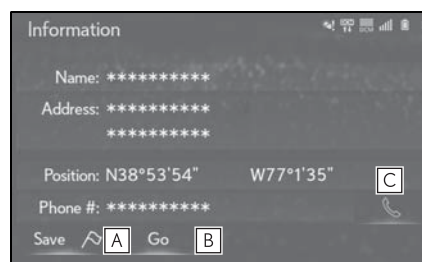 Information
Name: **********
Address: **********
**********
Position: N38°53'54" W77°1'35"
C
Phone #: **********
Save A Go B